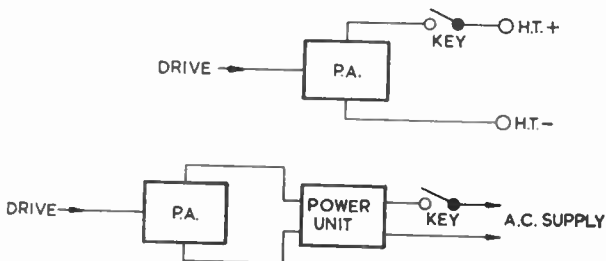 H.T.+
KEY
DRIVE
P.A.
H.T.-
DRIVE
P.A.
POWER
UNIT
KEY
A.C. SUPPLY